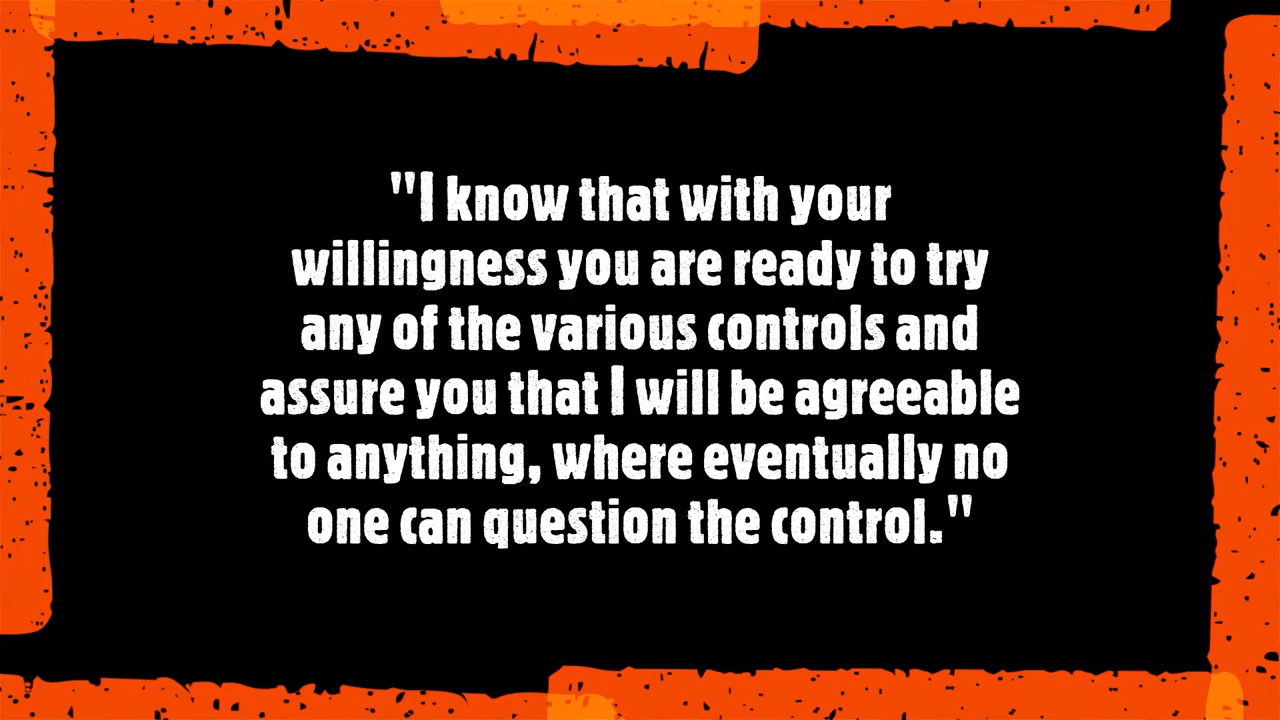 "I know that with your
willingness you are ready to try
any of the various controls and
assure you that I will be agreeable
to anything, where eventually no
one can question the control."